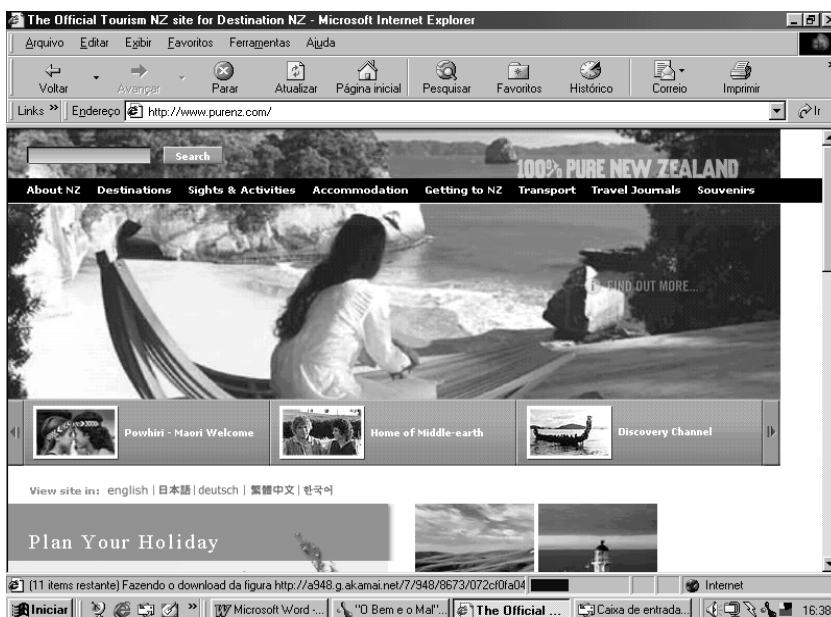 The Official Tourism NZ site for Destination NZ - Microsoft Internet Explorer
Arquivo Editar Exibir Favoritos Ferramentas Ajuda
Voltar Avançar Parar Atualizar Página inicial Pesquisar Favoritos Histórico Correio Imprimir
Links » Endereço http://www.purenz.com/ Ir
Search
100% PURE NEW ZEALAND
About NZ Destinations Sights & Activities Accommodation Getting to NZ Transport Travel Journals Souvenirs
FIND OUT MORE...
Powhiri - Maori Welcome Home of Middle-earth Discovery Channel
View site in: english | 日本語 | deutsch | 繁體中文 | 한국어
Plan Your Holiday
(11 items restante) Fazendo o download da figura http://a948.g.akamai.net/7/948/8673/072cf0fa04 Internet
Iniciar » Microsoft Word -... "O Bem e o Mal"... The Official ... Caixa de entrada... 16:38